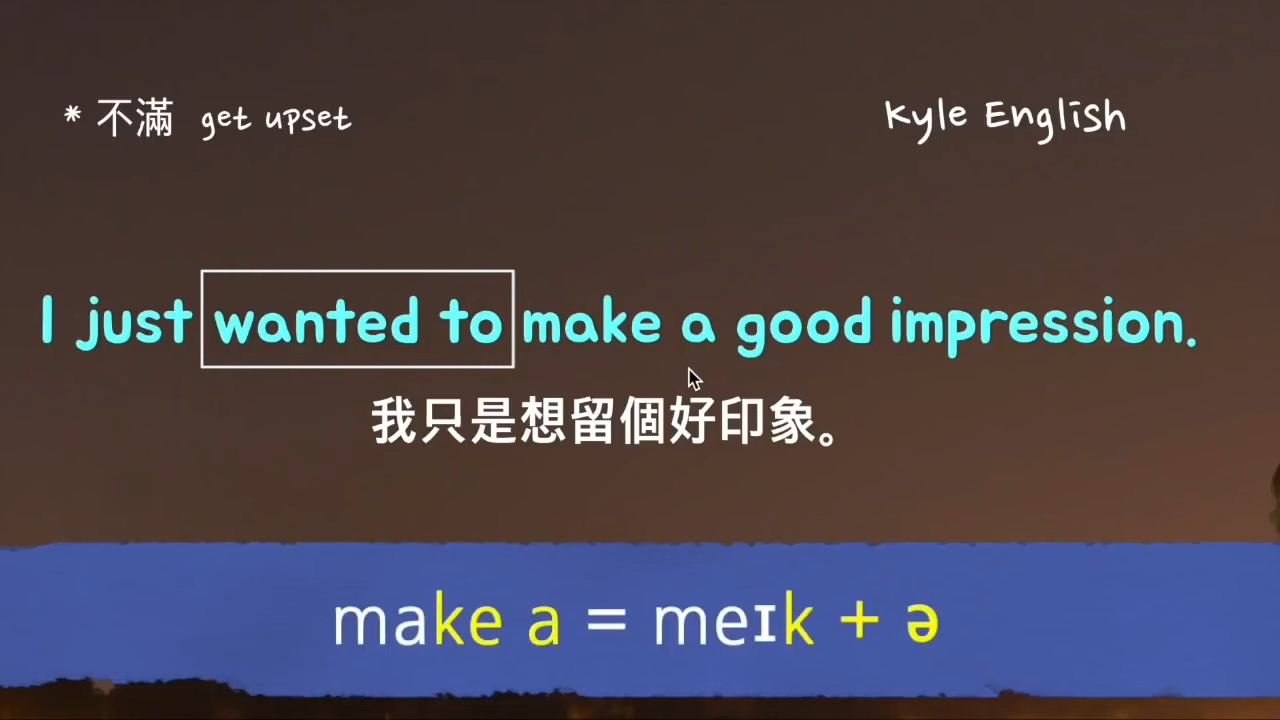 * 不滿 get upset
Kyle English
I just wanted to make a good impression.
我只是想留個好印象。
make a = meɪk + ə